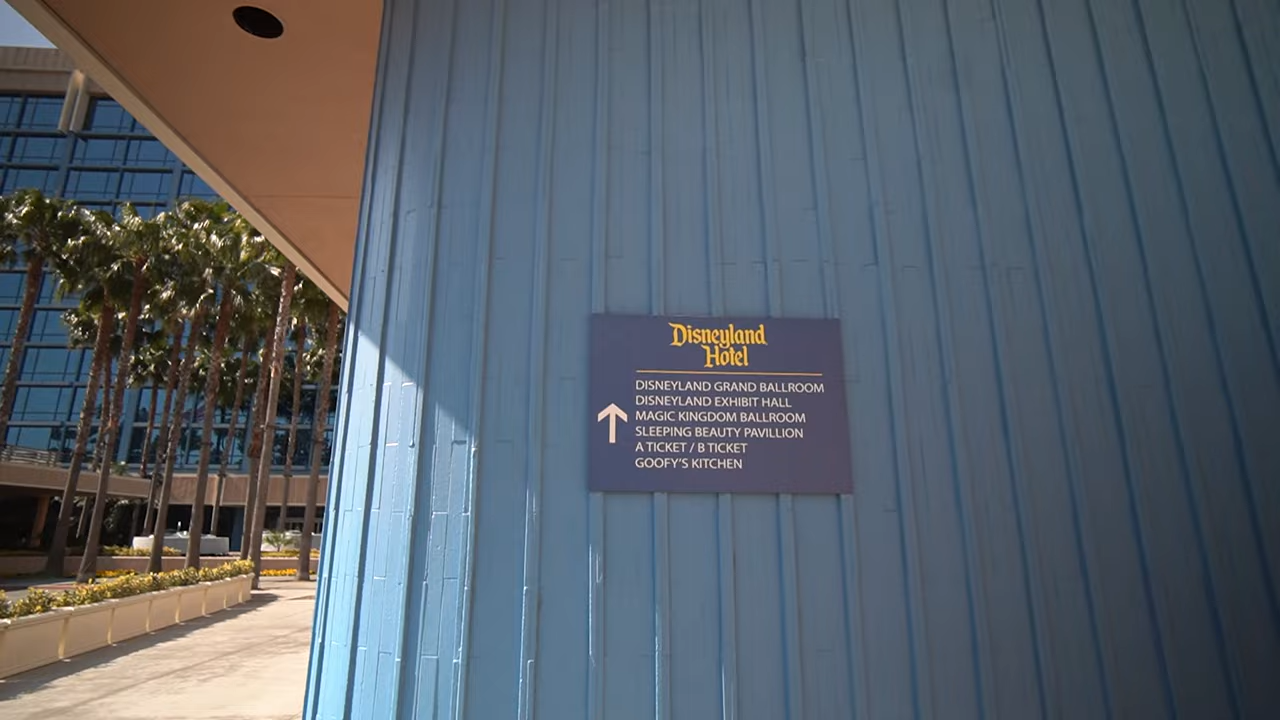 Disneyland
Hotel
DISNEYLAND GRAND BALLROOM
DISNEYLAND EXHIBIT HALL
MAGIC KINGDOM BALLROOM
SLEEPING BEAUTY PAVILLION
A TICKET / B TICKET
GOOFY'S KITCHEN